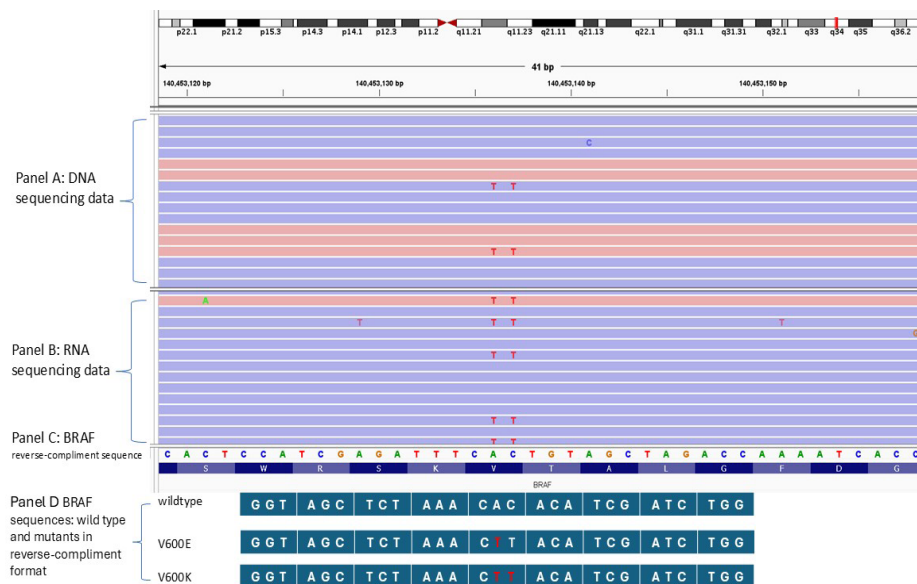 p22.1 p21.2 p15.3 p14.3 p14.1 p12.3 p11.2 q11.21 q11.23 q21.11 q21.13 q22.1 q31.1 q31.31 q32.1 q33 q34 q35 q36.2
41 bp
140,453,120 bp 140,453,130 bp 140,453,140 bp 140,453,150 bp
C
Panel A: DNA
sequencing data
T T
T T
A T T
T T T T
G
Panel B: RNA
sequencing data
T T
T T
T T
Panel C: BRAF
reverse-compliment sequence
C A C T C C A T C G A G A T T T C A C T G T A G C T A G A C C A A A A T C A C C
S W R S K V T A L G F D G
BRAF
Panel D BRAF
sequences: wild type
and mutants in
reverse-compliment
format
wildtype GGT AGC TCT AAA CAC ACA TCG ATC TGG
V600E GGT AGC TCT AAA CTT ACA TCG ATC TGG
V600K GGT AGC TCT AAA CTT ACA TCG ATC TGG